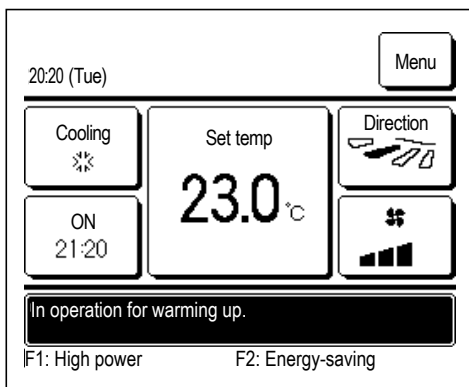 Menu
20:20 (Tue)
Cooling
Set temp
Direction
23.0 °C
ON
21:20
In operation for warming up.
F1: High power
F2: Energy-saving